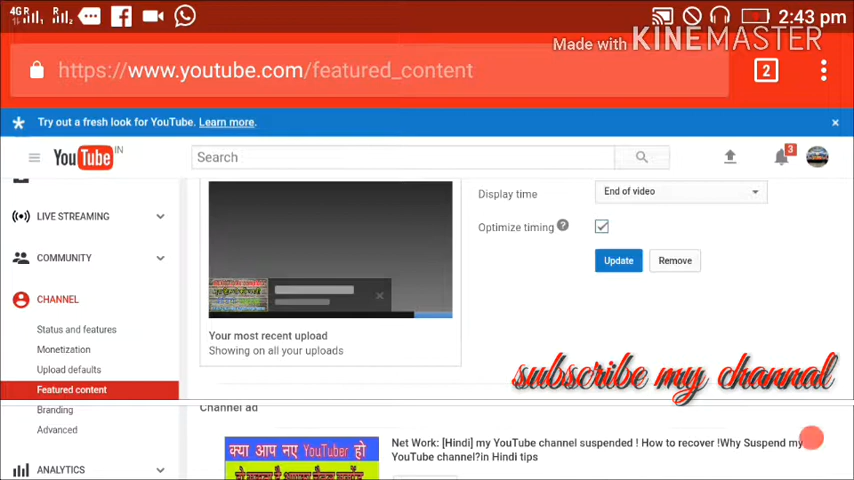 4G R R 2:43 pm
Made with KINEMASTER
https://www.youtube.com/featured_content
2
Try out a fresh look for YouTube. Learn more.
YouTube IN
Search
3
Display time
End of video
LIVE STREAMING
Optimize timing
COMMUNITY
Update
Remove
CHANNEL
Status and features
Your most recent upload
Monetization
Showing on all your uploads
Upload defaults
subscribe my channal
Featured content
Branding
Channel ad
Advanced
क्या आप नए YouTuber हो
Net Work: [Hindi] my YouTube channel suspended ! How to recover !Why Suspend my
YouTube channel?in Hindi tips
ANALYTICS